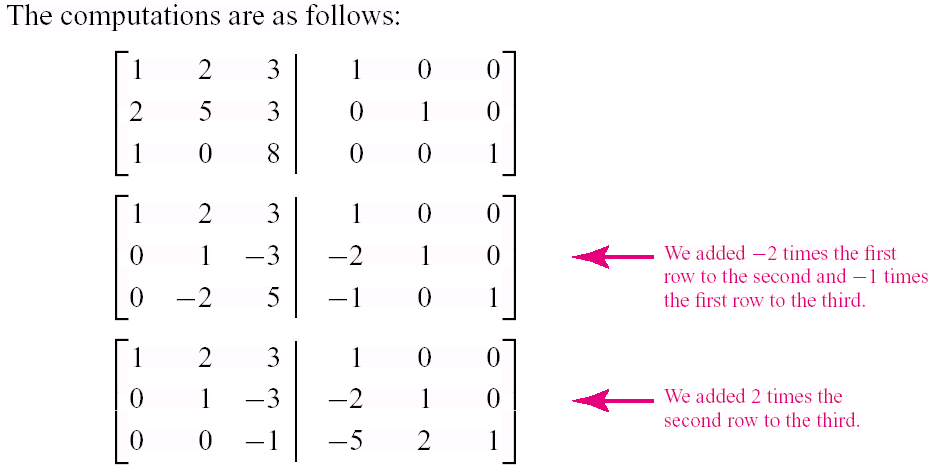 The computations are as follows:
1 2 3 | 1 0 0
2 5 3 | 0 1 0
1 0 8 | 0 0 1
1 2 3 | 1 0 0
0 1 −3 | −2 1 0
0 −2 5 | −1 0 1
We added −2 times the first
row to the second and −1 times
the first row to the third.
1 2 3 | 1 0 0
0 1 −3 | −2 1 0
0 0 −1 | −5 2 1
We added 2 times the
second row to the third.